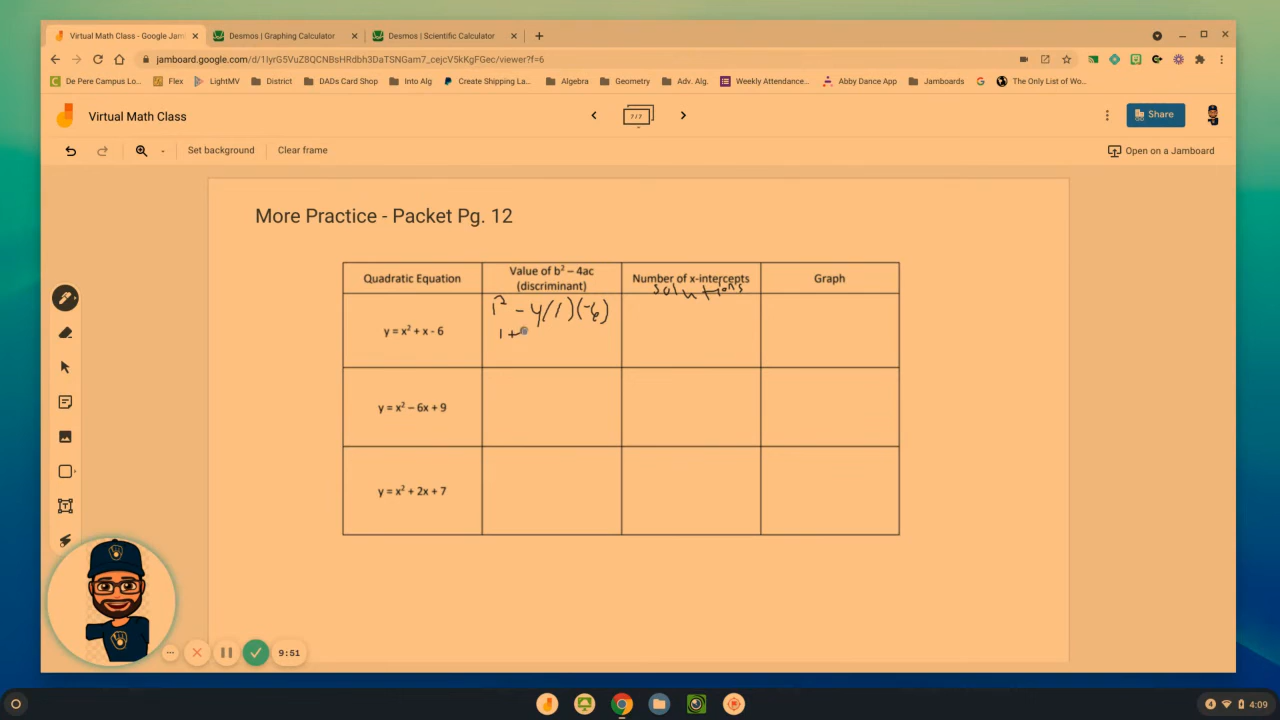 Virtual Math Class - Google Jam
Desmos | Graphing Calculator
Desmos | Scientific Calculator
jamboard.google.com/d/1IyrG5VuZ8QCNBsHRdbh3DaTSNGam7_cejcV5kKgFGec/viewer?f=6
De Pere Campus Lo... Flex LightMV District DADs Card Shop Into Alg Create Shipping La... Algebra Geometry Adv. Alg. Weekly Attendance... Abby Dance App Jamboards The Only List of Wo...
Virtual Math Class
7/7
Share
Set background Clear frame
Open on a Jamboard
More Practice - Packet Pg. 12
Quadratic Equation
Value of b² – 4ac
(discriminant)
Number of x-intercepts
solutions
Graph
y = x² + x - 6
1² - 4(1)(-6)
1+
y = x² – 6x + 9
y = x² + 2x + 7
9:51
4 4:09